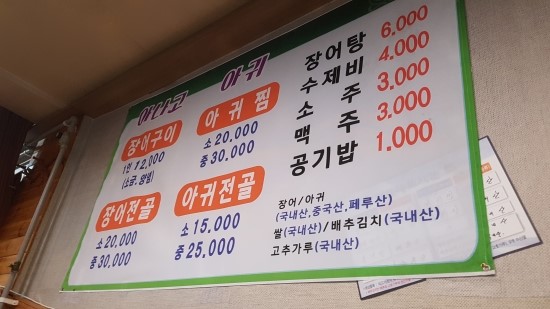 아나고 아귀
장어구이
1인 12,000
(소금,양념)
아귀찜
소 20,000
중 30,000
장어전골
소 20,000
중 30,000
아귀전골
소 15,000
중 25,000
장어탕 6,000
수제비 4,000
소주 3,000
맥주 3,000
공기밥 1,000
장어/아귀
(국내산,중국산,페루산)
쌀(국내산)/배추김치(국내산)
고추가루(국내산)